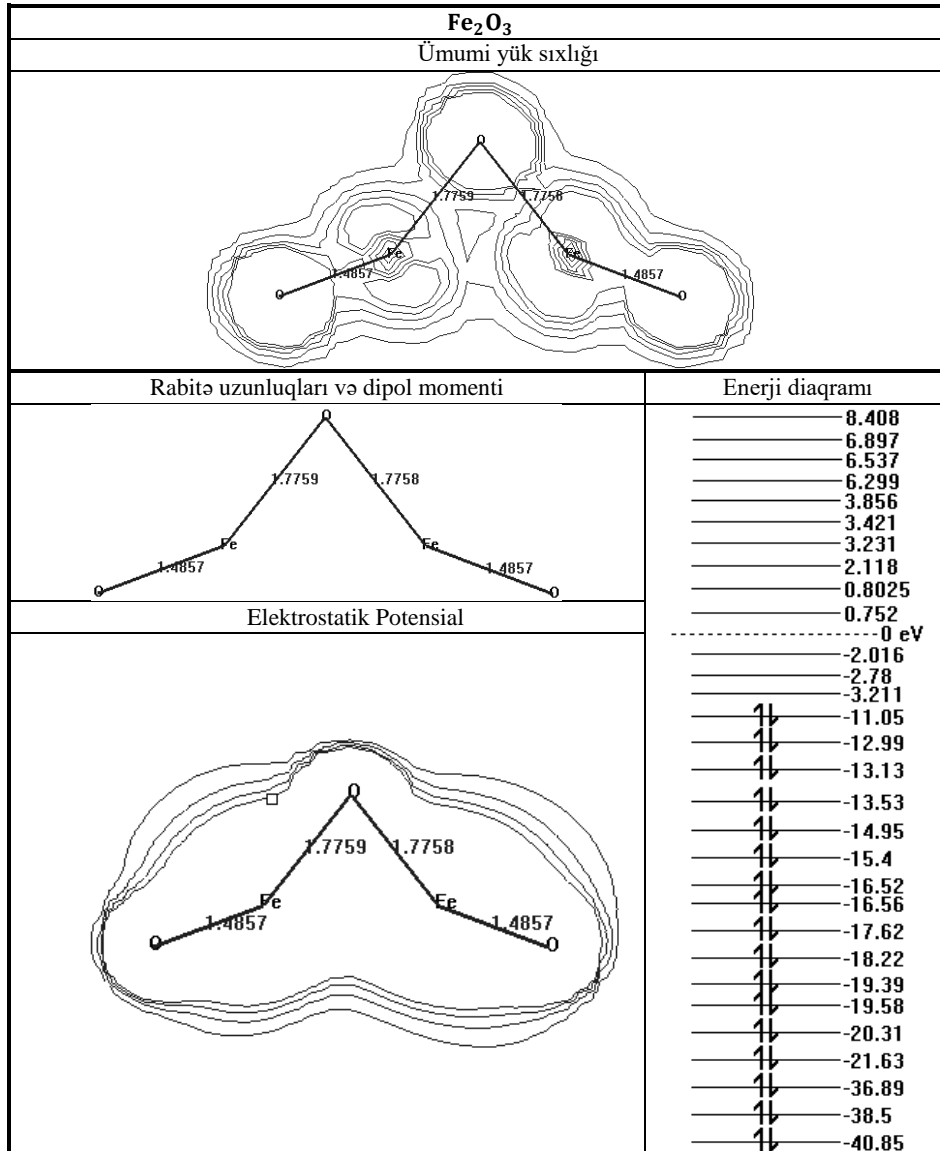 Fe₂O₃
Ümumi yük sıxlığı
O
1.7759 1.7758
Fe Fe
1.4857 1.4857
O O
Rabitə uzunluqları və dipol momenti
O
1.7759 1.7758
Fe Fe
1.4857 1.4857
O O
Elektrostatik Potensial
O
1.7759 1.7758
Fe Fe
1.4857 1.4857
O O
Enerji diaqramı
8.408
6.897
6.537
6.299
3.856
3.421
3.231
2.118
0.8025
0.752
0 eV
-2.016
-2.78
-3.211
-11.05
-12.99
-13.13
-13.53
-14.95
-15.4
-16.52
-16.56
-17.62
-18.22
-19.39
-19.58
-20.31
-21.63
-36.89
-38.5
-40.85